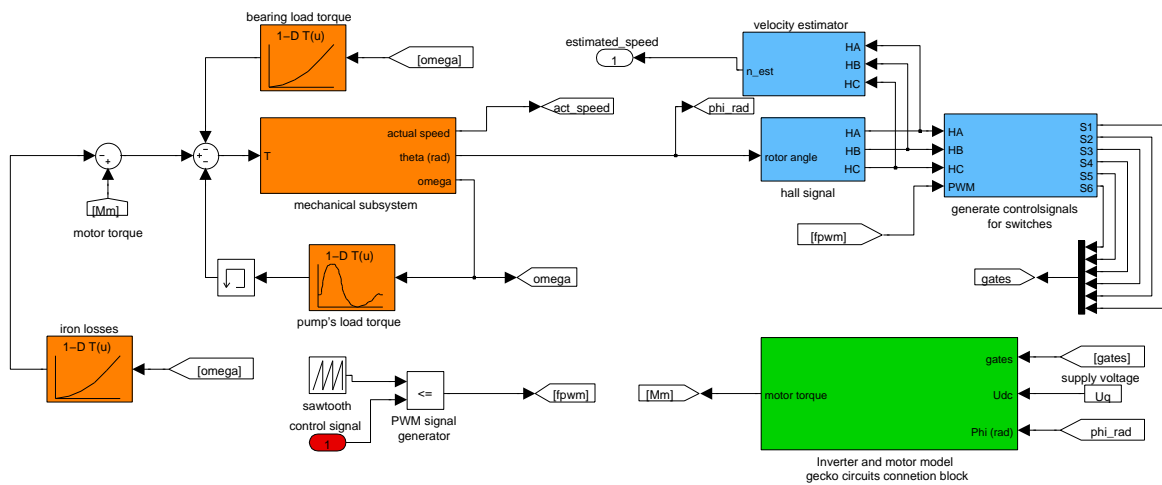 bearing load torque
1-D T(u)
[omega]
estimated_speed
1
velocity estimator
n_est
HA
HB
HC
act_speed
phi_rad
T
actual speed
theta (rad)
omega
mechanical subsystem
rotor angle
HA
HB
HC
hall signal
HA
HB
HC
PWM
S1
S2
S3
S4
S5
S6
generate controlsignals
for switches
−
+
[Mm]
motor torque
+
−
−
−
[fpwm]
1-D T(u)
pump's load torque
omega
gates
iron losses
1-D T(u)
[omega]
sawtooth
control signal
1
<=
PWM signal
generator
[fpwm]
[Mm]
motor torque
gates
Udc
Phi (rad)
Inverter and motor model
gecko circuits connetion block
[gates]
supply voltage
Uq
phi_rad